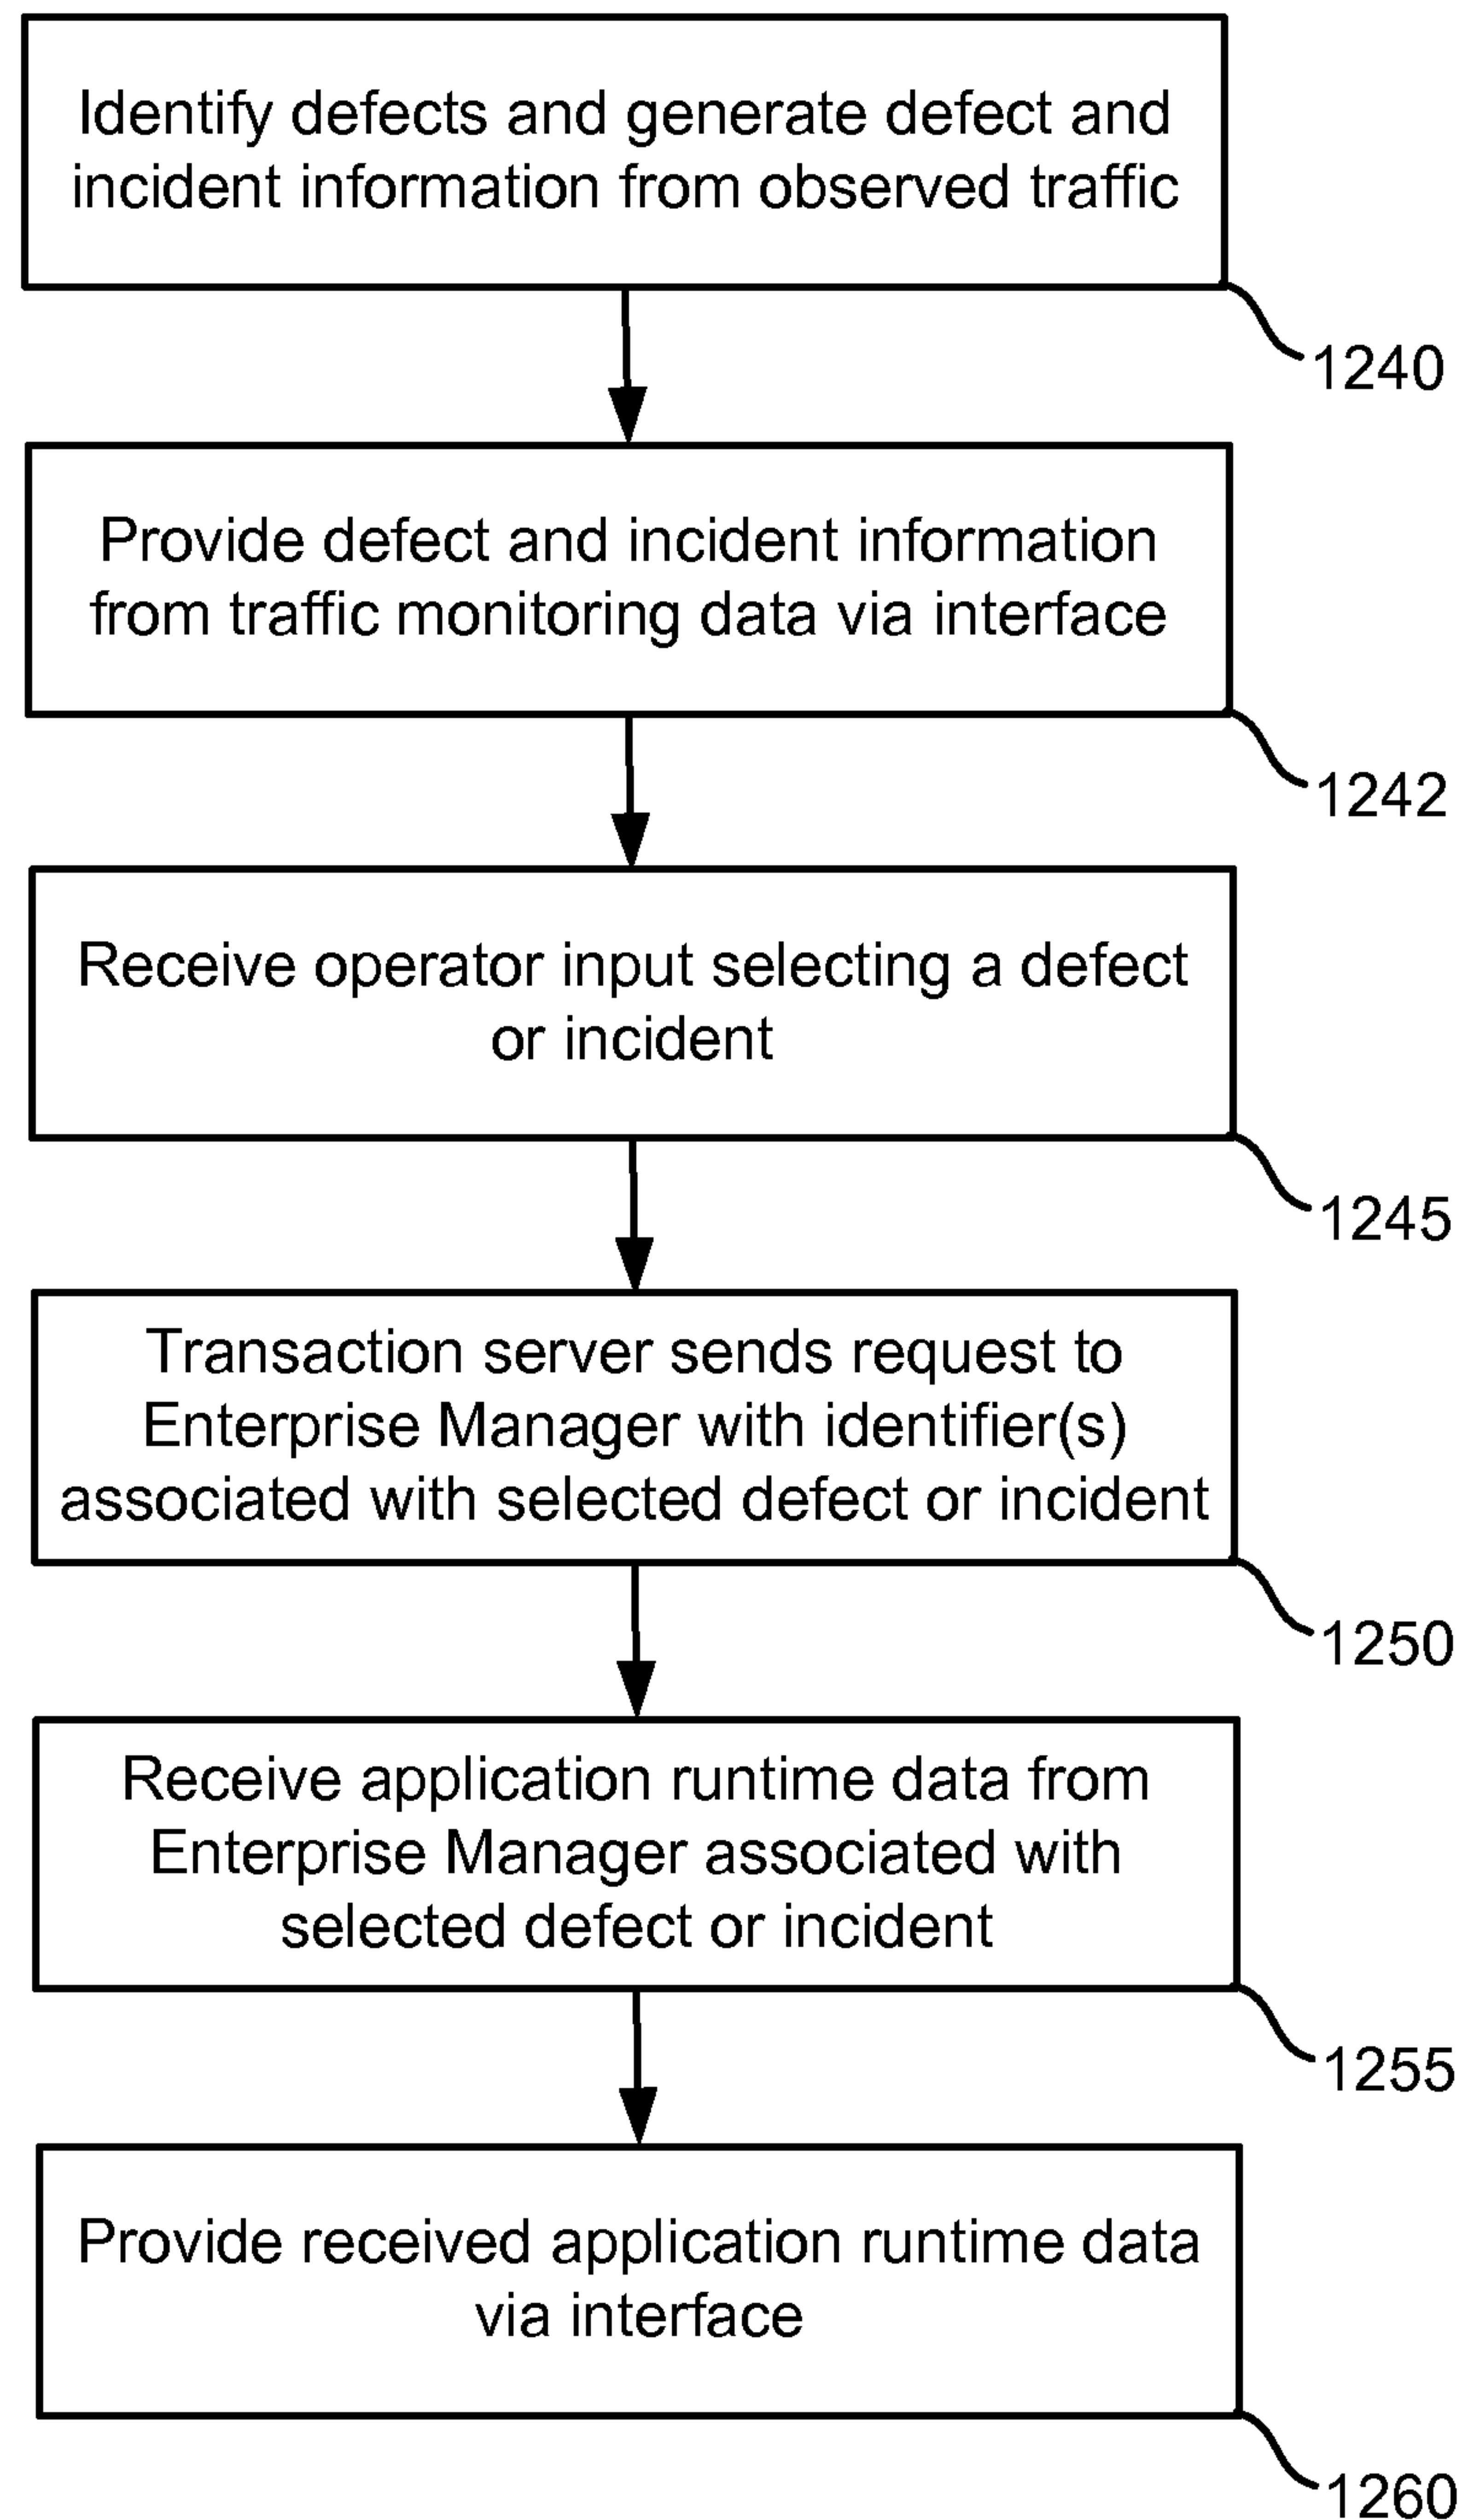 Identify defects and generate defect and
incident information from observed traffic
1240
Provide defect and incident information
from traffic monitoring data via interface
1242
Receive operator input selecting a defect
or incident
1245
Transaction server sends request to
Enterprise Manager with identifier(s)
associated with selected defect or incident
1250
Receive application runtime data from
Enterprise Manager associated with
selected defect or incident
1255
Provide received application runtime data
via interface
1260